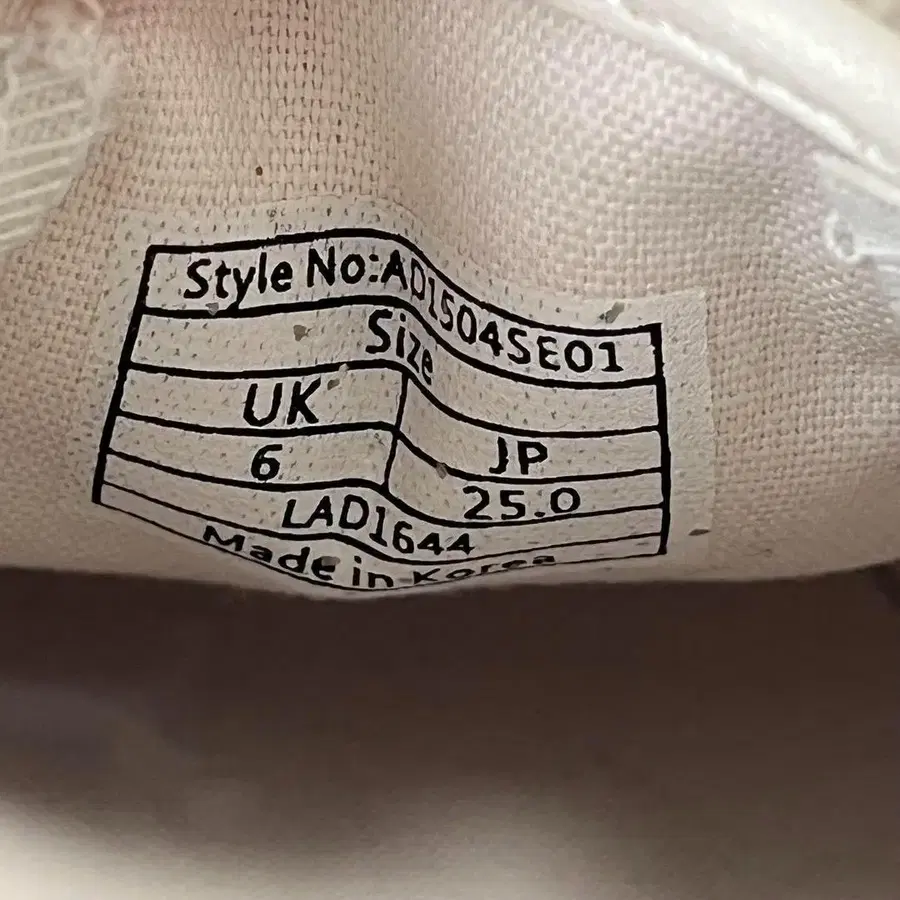 Style No:AD1504SE01
Size
UK JP
6 25.0
LAD1644
Made in Korea